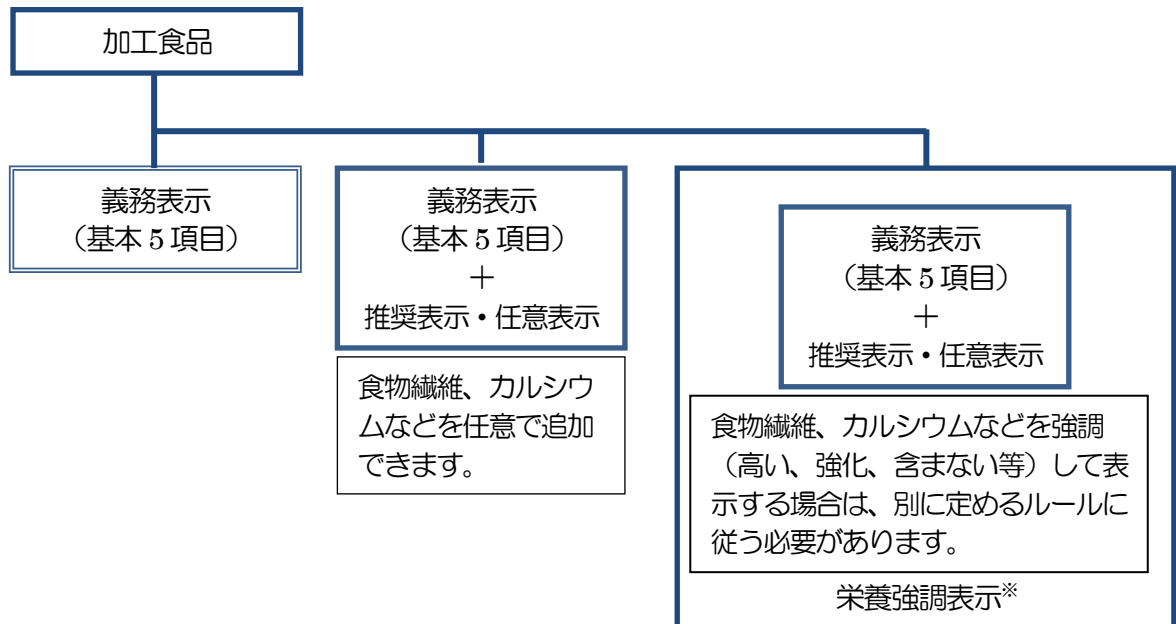 加工食品
義務表示
（基本５項目）
義務表示
（基本５項目）
＋
推奨表示・任意表示
食物繊維、カルシウ
ムなどを任意で追加
できます。
義務表示
（基本５項目）
＋
推奨表示・任意表示
食物繊維、カルシウムなどを強調
（高い、強化、含まない等）して表
示する場合は、別に定めるルールに
従う必要があります。
栄養強調表示※